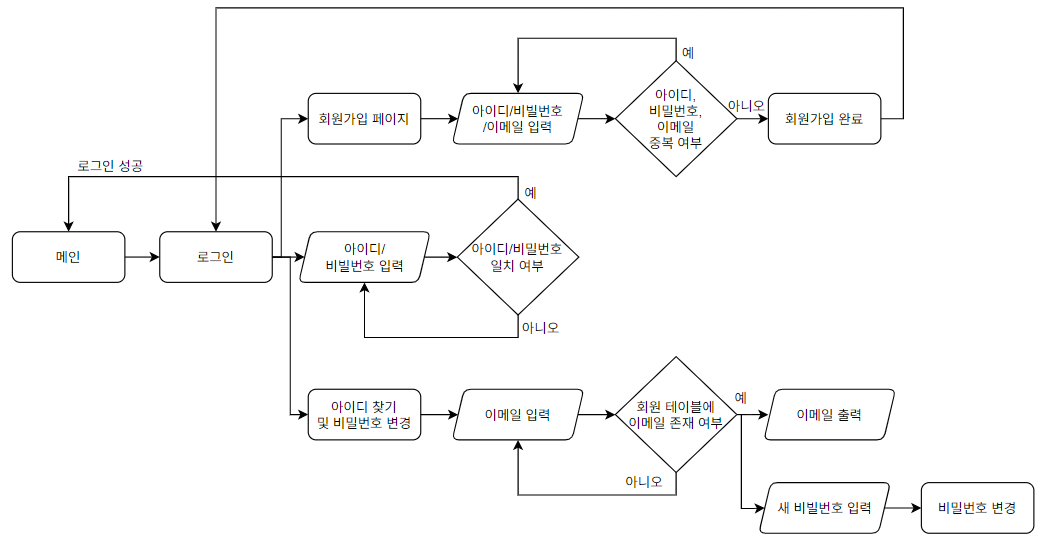 예
아이디/비빌번호
/이메일 입력
회원가입 페이지
아이디,
비밀번호,
이메일
중복 여부
아니오
회원가입 완료
로그인 성공
예
메인
로그인
아이디/
비빌번호 입력
아이디/비밀번호
일치 여부
아니오
아이디 찾기
및 비밀번호 변경
이메일 입력
회원 테이블에
이메일 존재 여부
예
이메일 출력
아니오
새 비빌번호 입력
비밀번호 변경